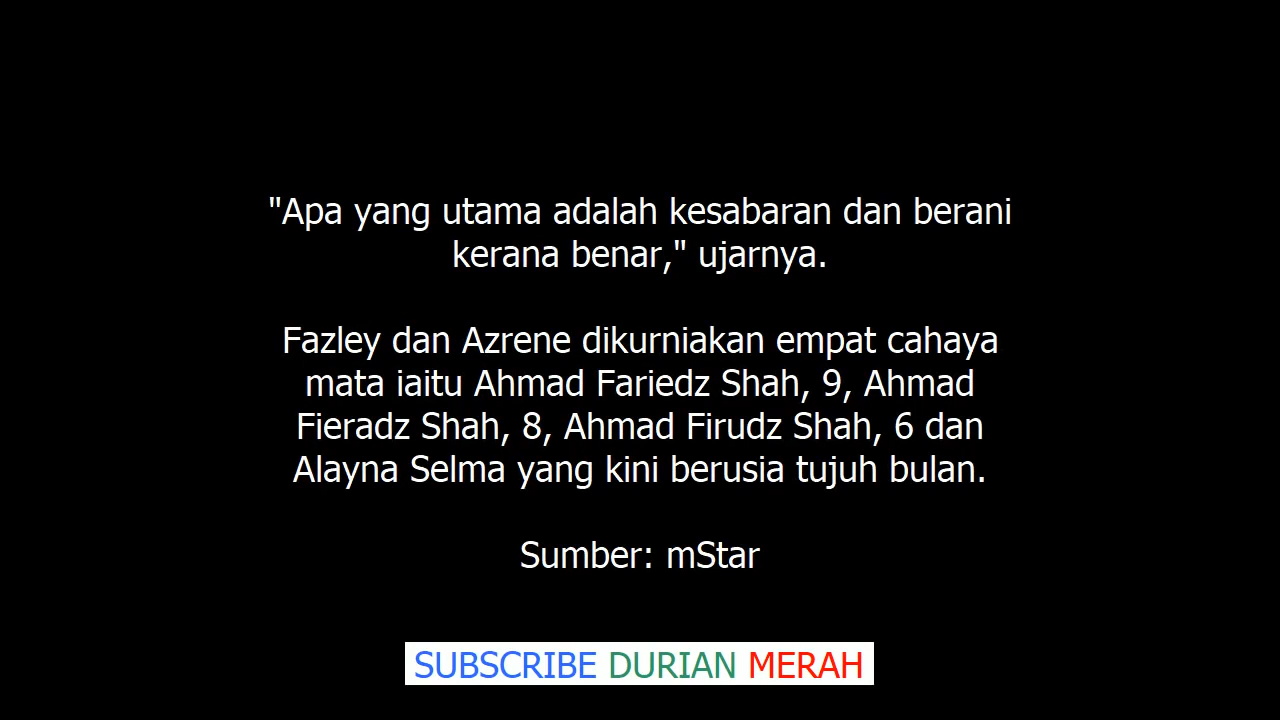 "Apa yang utama adalah kesabaran dan berani
kerana benar," ujarnya.
Fazley dan Azrene dikurniakan empat cahaya
mata iaitu Ahmad Fariedz Shah, 9, Ahmad
Fieradz Shah, 8, Ahmad Firudz Shah, 6 dan
Alayna Selma yang kini berusia tujuh bulan.
Sumber: mStar
SUBSCRIBE DURIAN MERAH